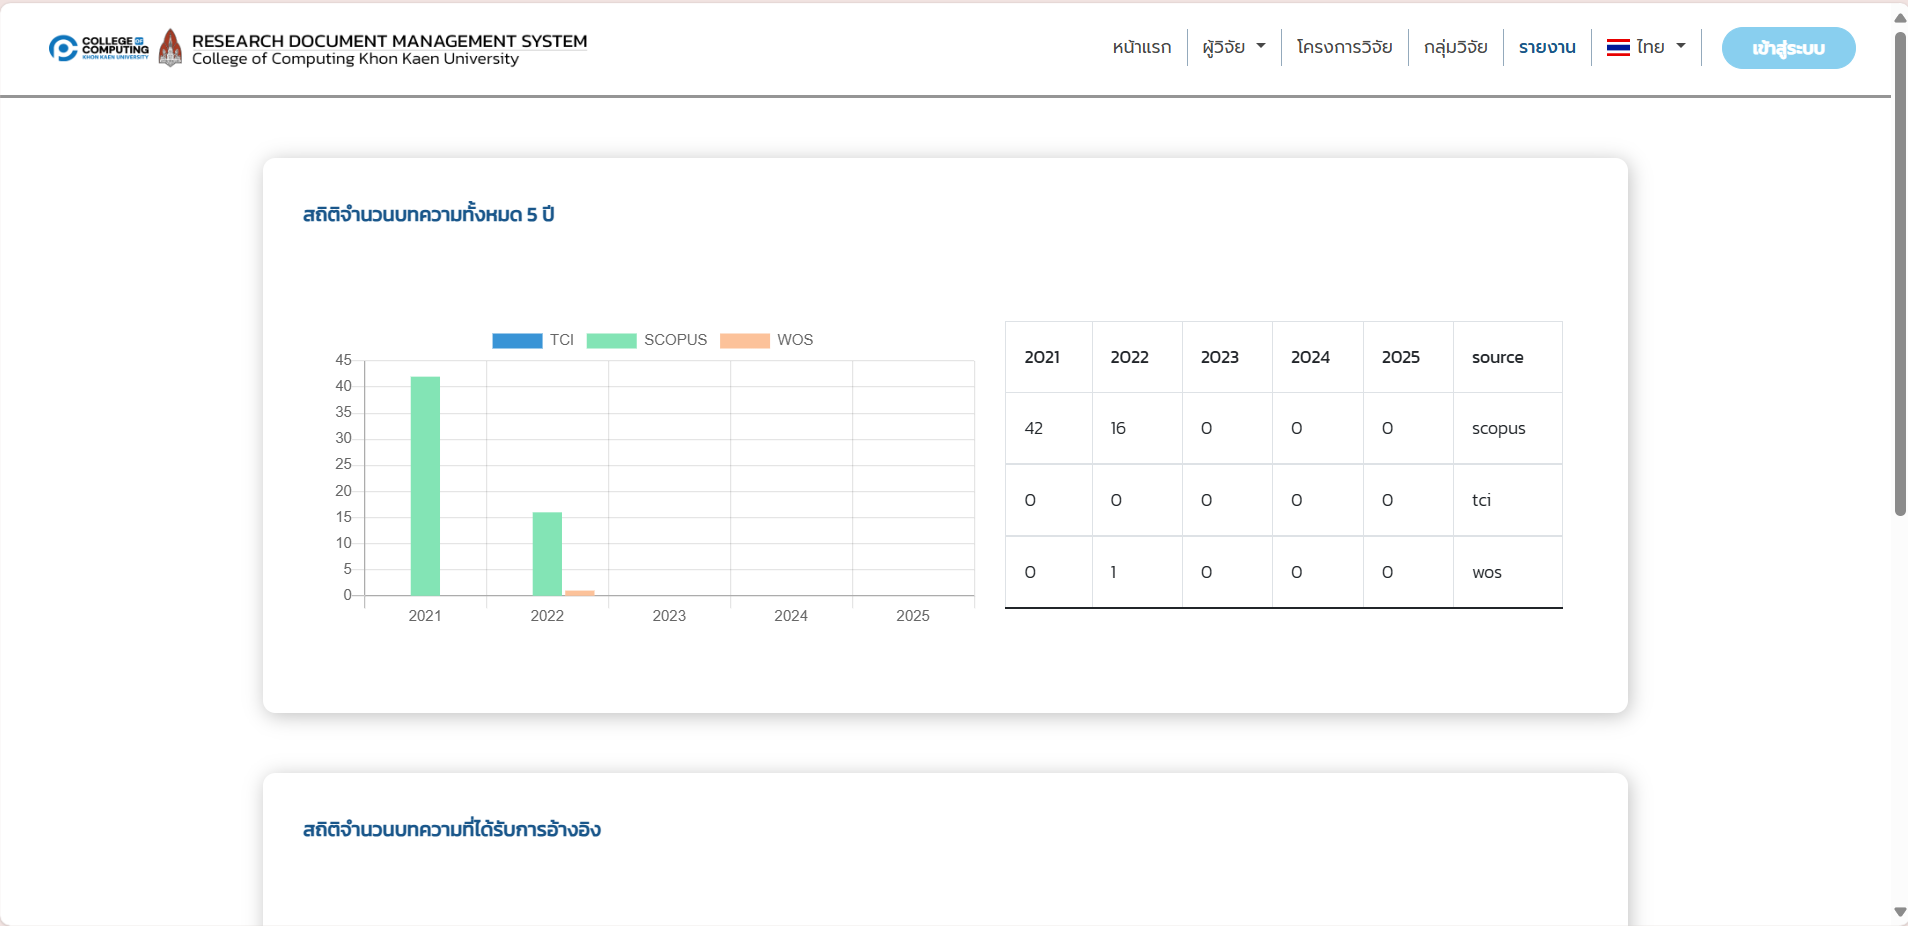 COLLEGE OF
COMPUTING
KHON KAEN UNIVERSITY
RESEARCH DOCUMENT MANAGEMENT SYSTEM
College of Computing Khon Kaen University
หน้าแรก ผู้วิจัย โครงการวิจัย กลุ่มวิจัย รายงาน ไทย เข้าสู่ระบบ
สถิติจำนวนบทความทั้งหมด 5 ปี
TCI SCOPUS WOS
45
40
35
30
25
20
15
10
5
0
2021 2022 2023 2024 2025
2021 2022 2023 2024 2025 source
42 16 0 0 0 scopus
0 0 0 0 0 tci
0 1 0 0 0 wos
สถิติจำนวนบทความที่ได้รับการอ้างอิง